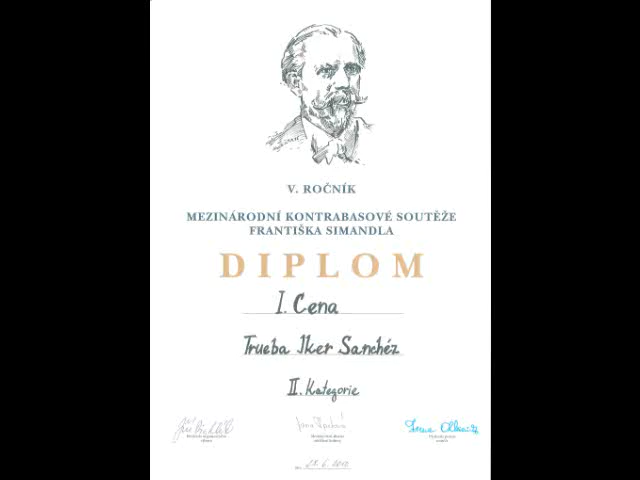 V. ROČNÍK
MEZINÁRODNÍ KONTRABASOVÉ SOUTĚŽE
FRANTIŠKA SIMANDLA
DIPLOM
I. Cena
Trueba Iker Sanchéz
II. Kategorie